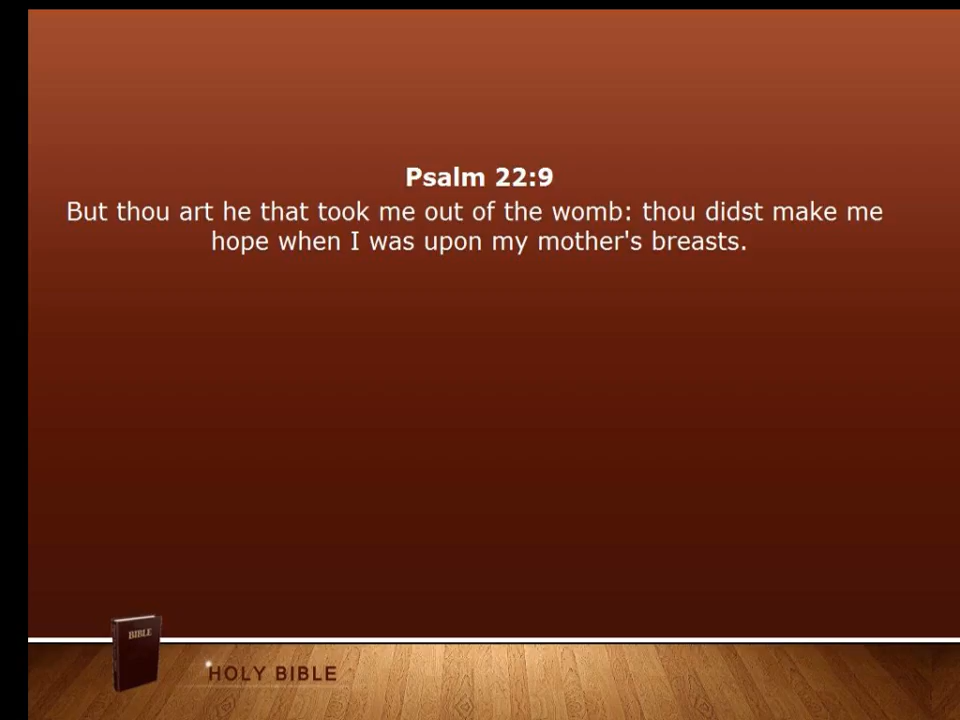 Psalm 22:9
But thou art he that took me out of the womb: thou didst make me
hope when I was upon my mother's breasts.
BIBLE
HOLY BIBLE